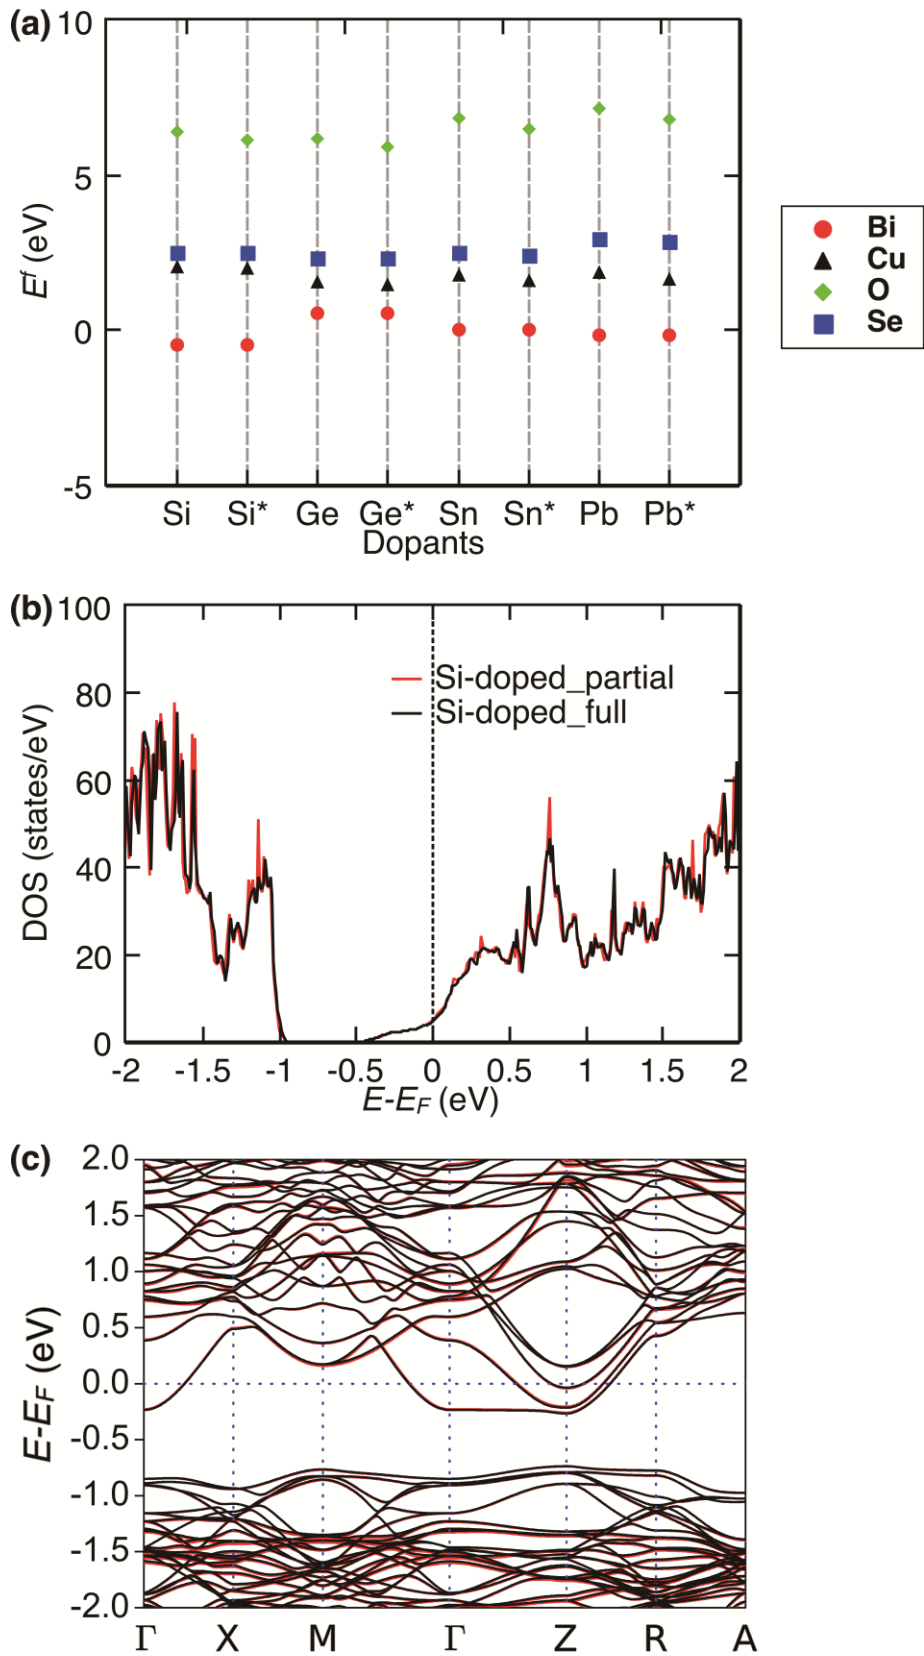 (a)
10
5
0
-5
Eᶠ (eV)
Si Si* Ge Ge* Sn Sn* Pb Pb*
Dopants
Bi
Cu
O
Se
(b)
100
80
60
40
20
0
DOS (states/eV)
Si-doped_partial
Si-doped_full
-2 -1.5 -1 -0.5 0 0.5 1 1.5 2
E-E_F (eV)
(c)
2.0
1.5
1.0
0.5
0.0
-0.5
-1.0
-1.5
-2.0
E-E_F (eV)
Γ X M Γ Z R A